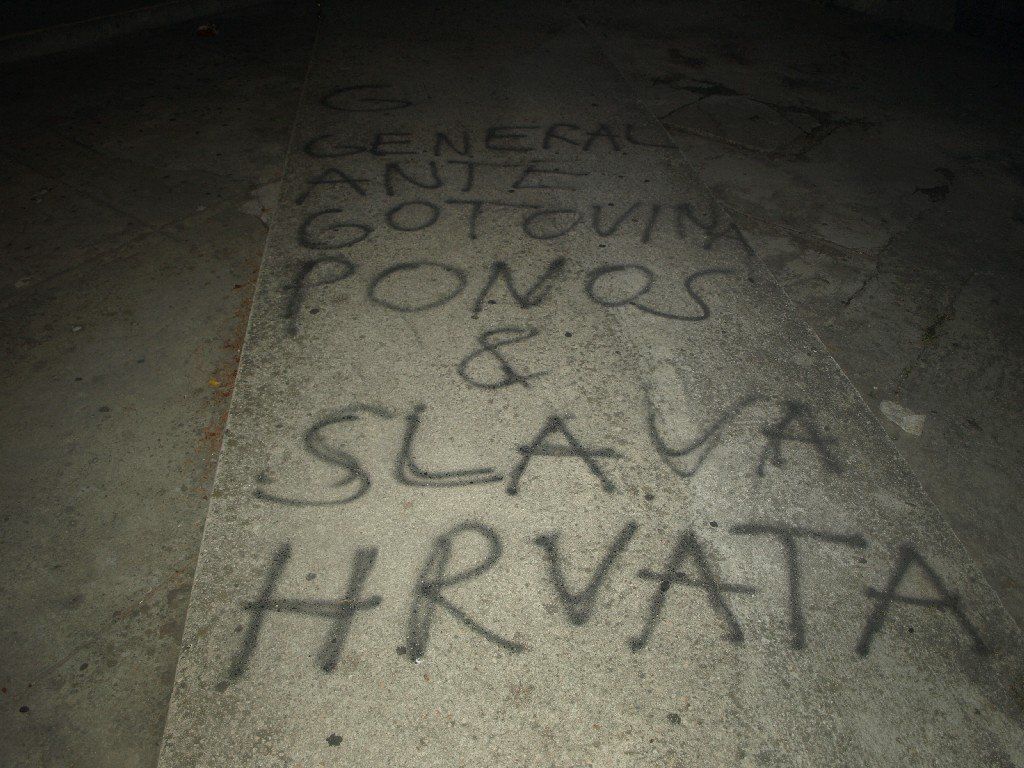 G
GENERAL
ANTE
GOTOVINA
PONOS
&
SLAVA
HRVATA